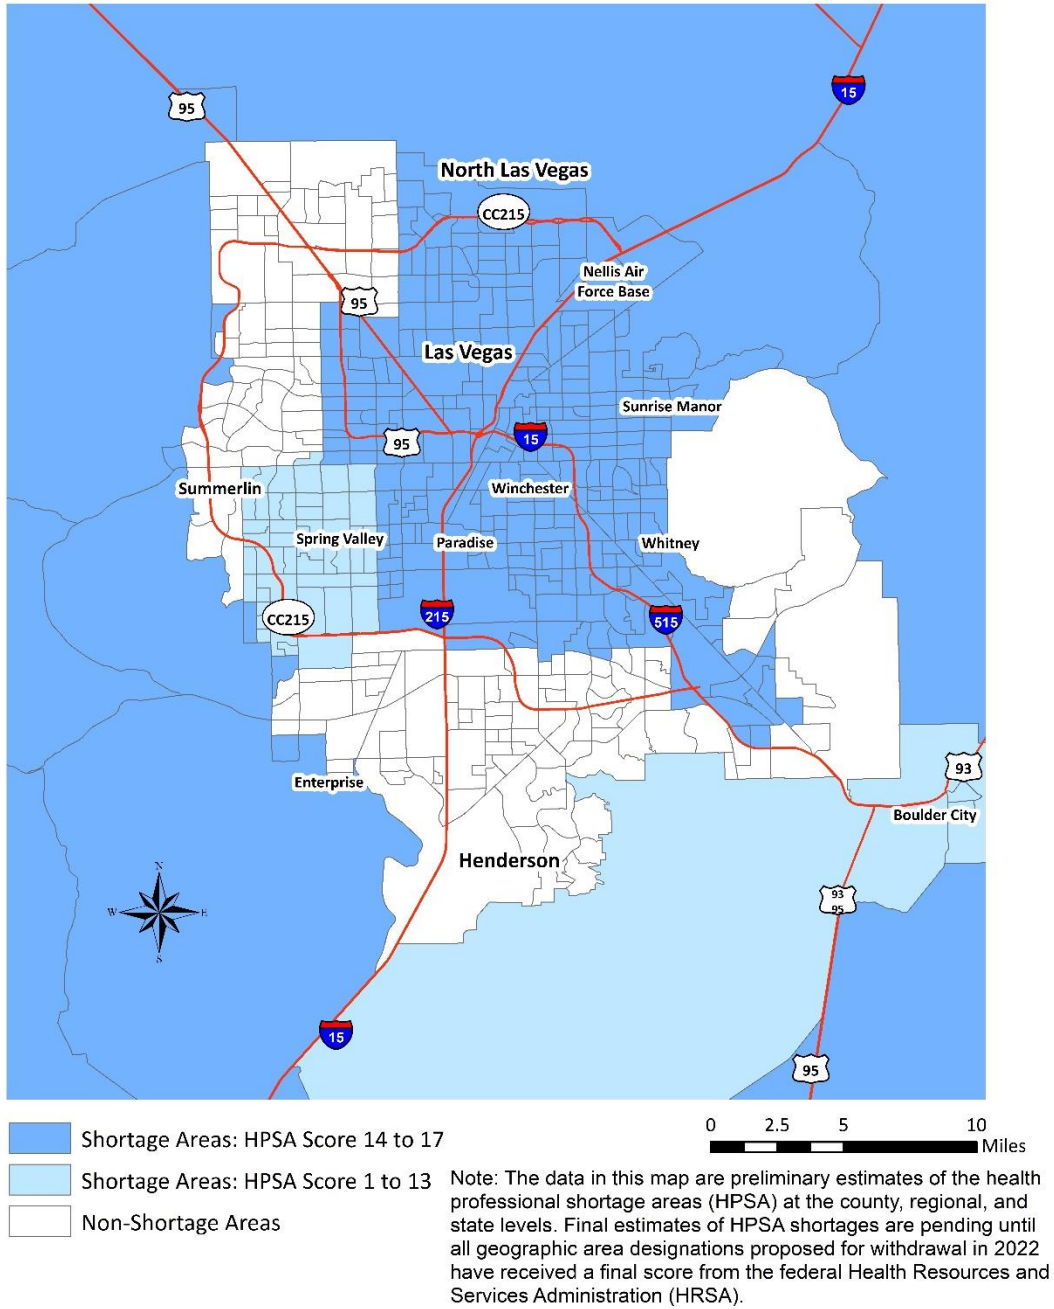 95
15
North Las Vegas
CC215
Nellis Air
Force Base
95
Las Vegas
Sunrise Manor
95
15
Summerlin
Winchester
Spring Valley
Paradise
Whitney
CC215
215
515
Enterprise
93
Boulder City
Henderson
N
W
E
S
93
95
15
95
Shortage Areas: HPSA Score 14 to 17
Shortage Areas: HPSA Score 1 to 13
Non-Shortage Areas
0 2.5 5 10
Miles
Note: The data in this map are preliminary estimates of the health
professional shortage areas (HPSA) at the county, regional, and
state levels. Final estimates of HPSA shortages are pending until
all geographic area designations proposed for withdrawal in 2022
have received a final score from the federal Health Resources and
Services Administration (HRSA).